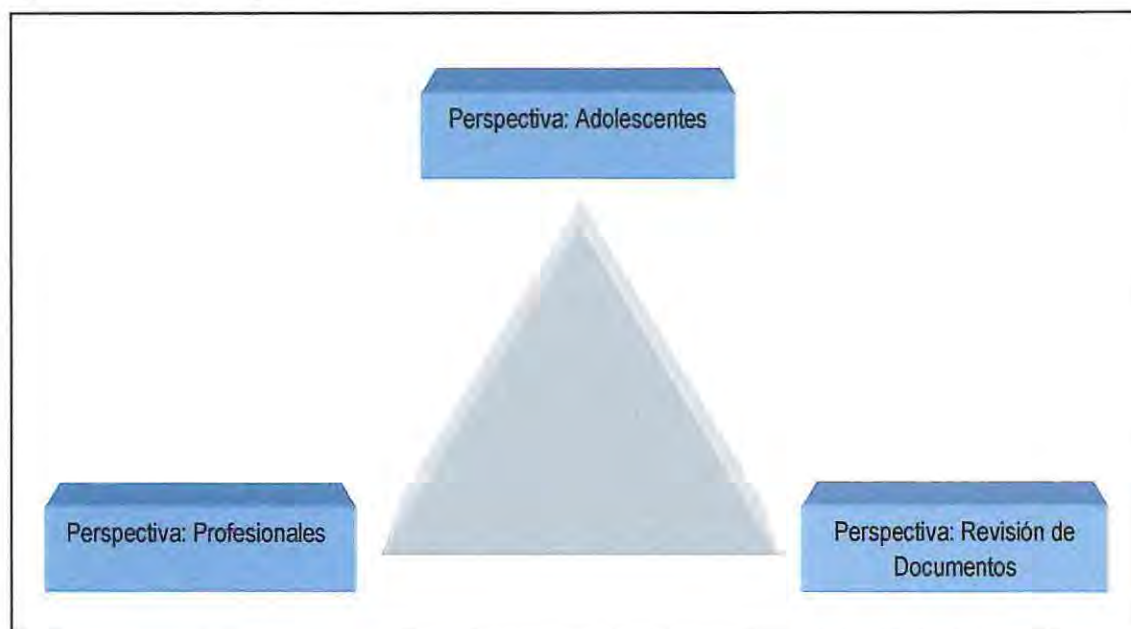 Perspectiva: Adolescentes
Perspectiva: Profesionales
Perspectiva: Revisión de
Documentos